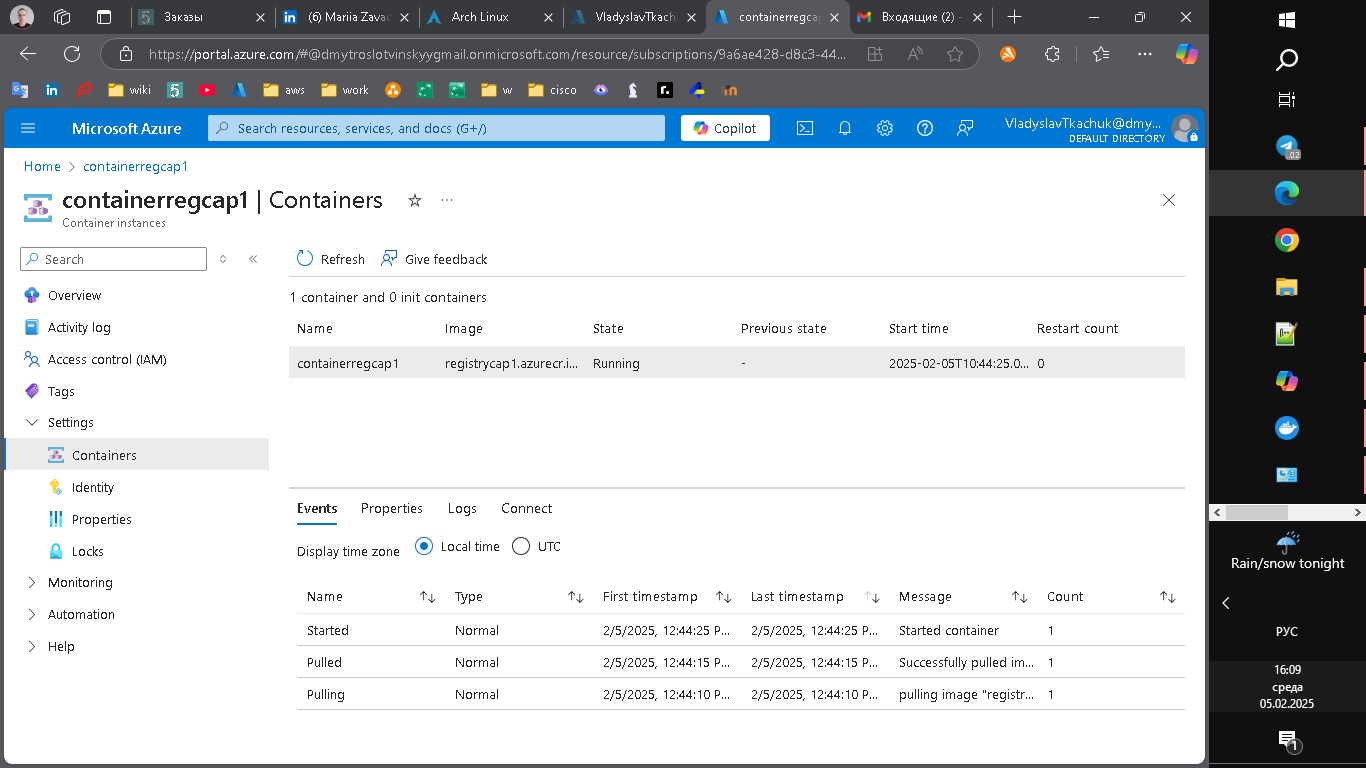 Заказы
(6) Mariia Zavad
Arch Linux
VladyslavTkachu
containerregcap
Входящие (2) -
https://portal.azure.com/#@dmytroslotvinskyygmail.onmicrosoft.com/resource/subscriptions/9a6ae428-d8c3-44...
wiki
aws
work
w
cisco
Microsoft Azure
Search resources, services, and docs (G+/)
Copilot
VladyslavTkachuk@dmy...
DEFAULT DIRECTORY
Home > containerregcap1
containerregcap1 | Containers
Container instances
Search
Overview
Activity log
Access control (IAM)
Tags
Settings
Containers
Identity
Properties
Locks
Monitoring
Automation
Help
Refresh Give feedback
1 container and 0 init containers
Name Image State Previous state Start time Restart count
containerregcap1 registrycap1.azurecr.i... Running - 2025-02-05T10:44:25.0... 0
Events Properties Logs Connect
Display time zone Local time UTC
Name Type First timestamp Last timestamp Message Count
Started Normal 2/5/2025, 12:44:25 P... 2/5/2025, 12:44:25 P... Started container 1
Pulled Normal 2/5/2025, 12:44:15 P... 2/5/2025, 12:44:15 P... Successfully pulled im... 1
Pulling Normal 2/5/2025, 12:44:10 P... 2/5/2025, 12:44:10 P... pulling image "registr... 1
02
Rain/snow tonight
РУС
16:09
среда
05.02.2025
1